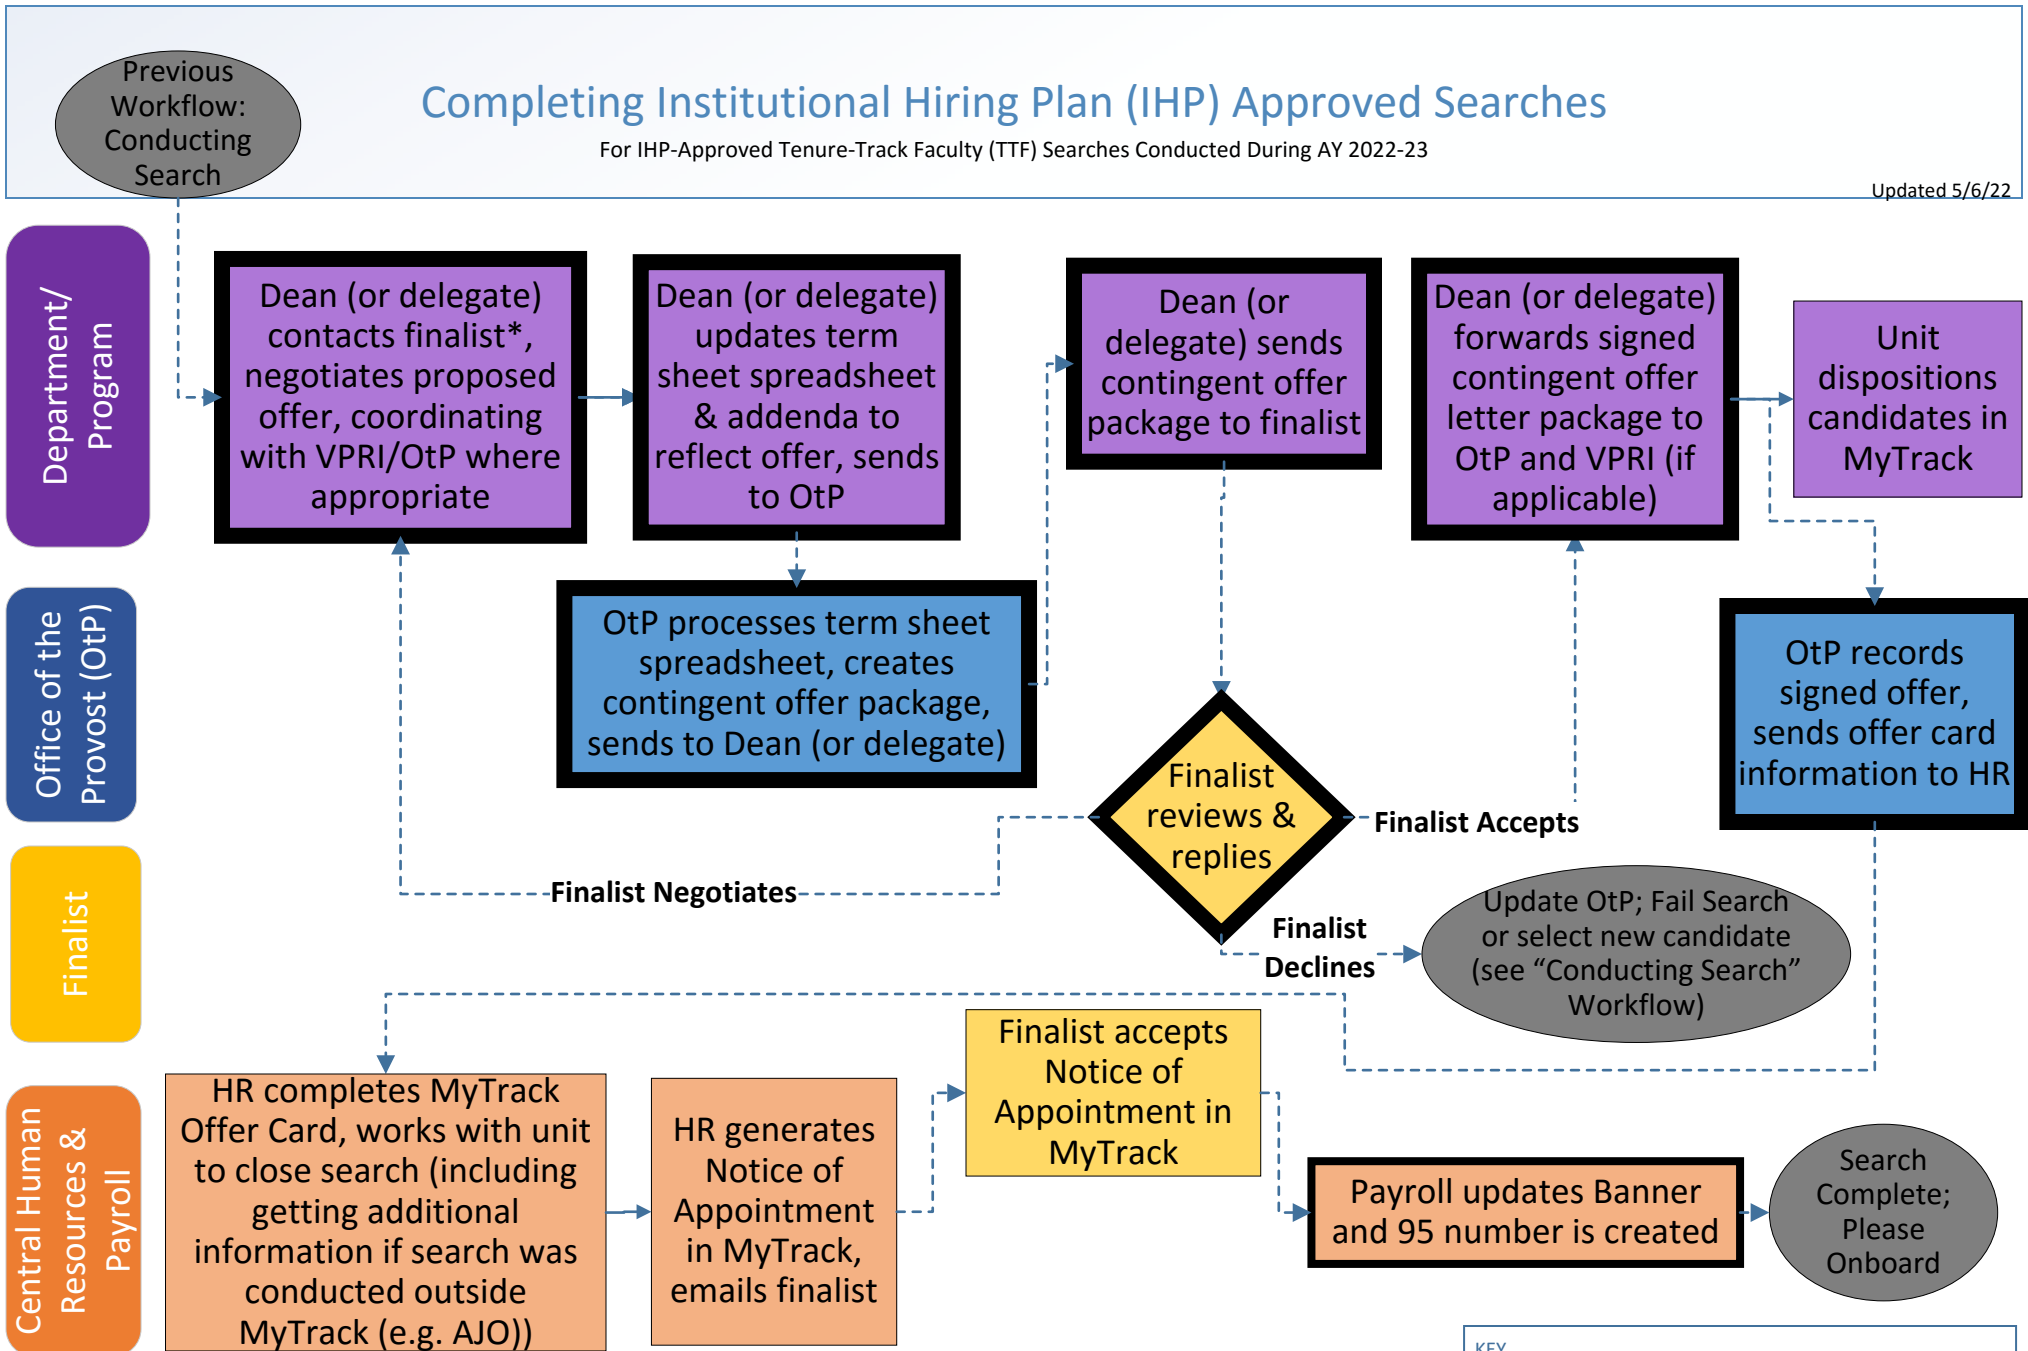 Previous
Workflow:
Conducting
Search
Completing Institutional Hiring Plan (IHP) Approved Searches
For IHP-Approved Tenure-Track Faculty (TTF) Searches Conducted During AY 2022-23
Updated 5/6/22
Department/
Program
Dean (or delegate)
contacts finalist*,
negotiates proposed
offer, coordinating
with VPRI/OtP where
appropriate
Dean (or delegate)
updates term
sheet spreadsheet
& addenda to
reflect offer, sends
to OtP
Dean (or
delegate) sends
contingent offer
package to finalist
Dean (or delegate)
forwards signed
contingent offer
letter package to
OtP and VPRI (if
applicable)
Unit
dispositions
candidates in
MyTrack
Office of the
Provost (OtP)
OtP processes term sheet
spreadsheet, creates
contingent offer package,
sends to Dean (or delegate)
OtP records
signed offer,
sends offer card
information to HR
Finalist
Finalist
reviews &
replies
Finalist Accepts
Finalist Negotiates
Finalist
Declines
Update OtP; Fail Search
or select new candidate
(see “Conducting Search”
Workflow)
Central Human
Resources &
Payroll
HR completes MyTrack
Offer Card, works with unit
to close search (including
getting additional
information if search was
conducted outside
MyTrack (e.g. AJO))
HR generates
Notice of
Appointment
in MyTrack,
emails finalist
Finalist accepts
Notice of
Appointment in
MyTrack
Payroll updates Banner
and 95 number is created
Search
Complete;
Please
Onboard
KEY